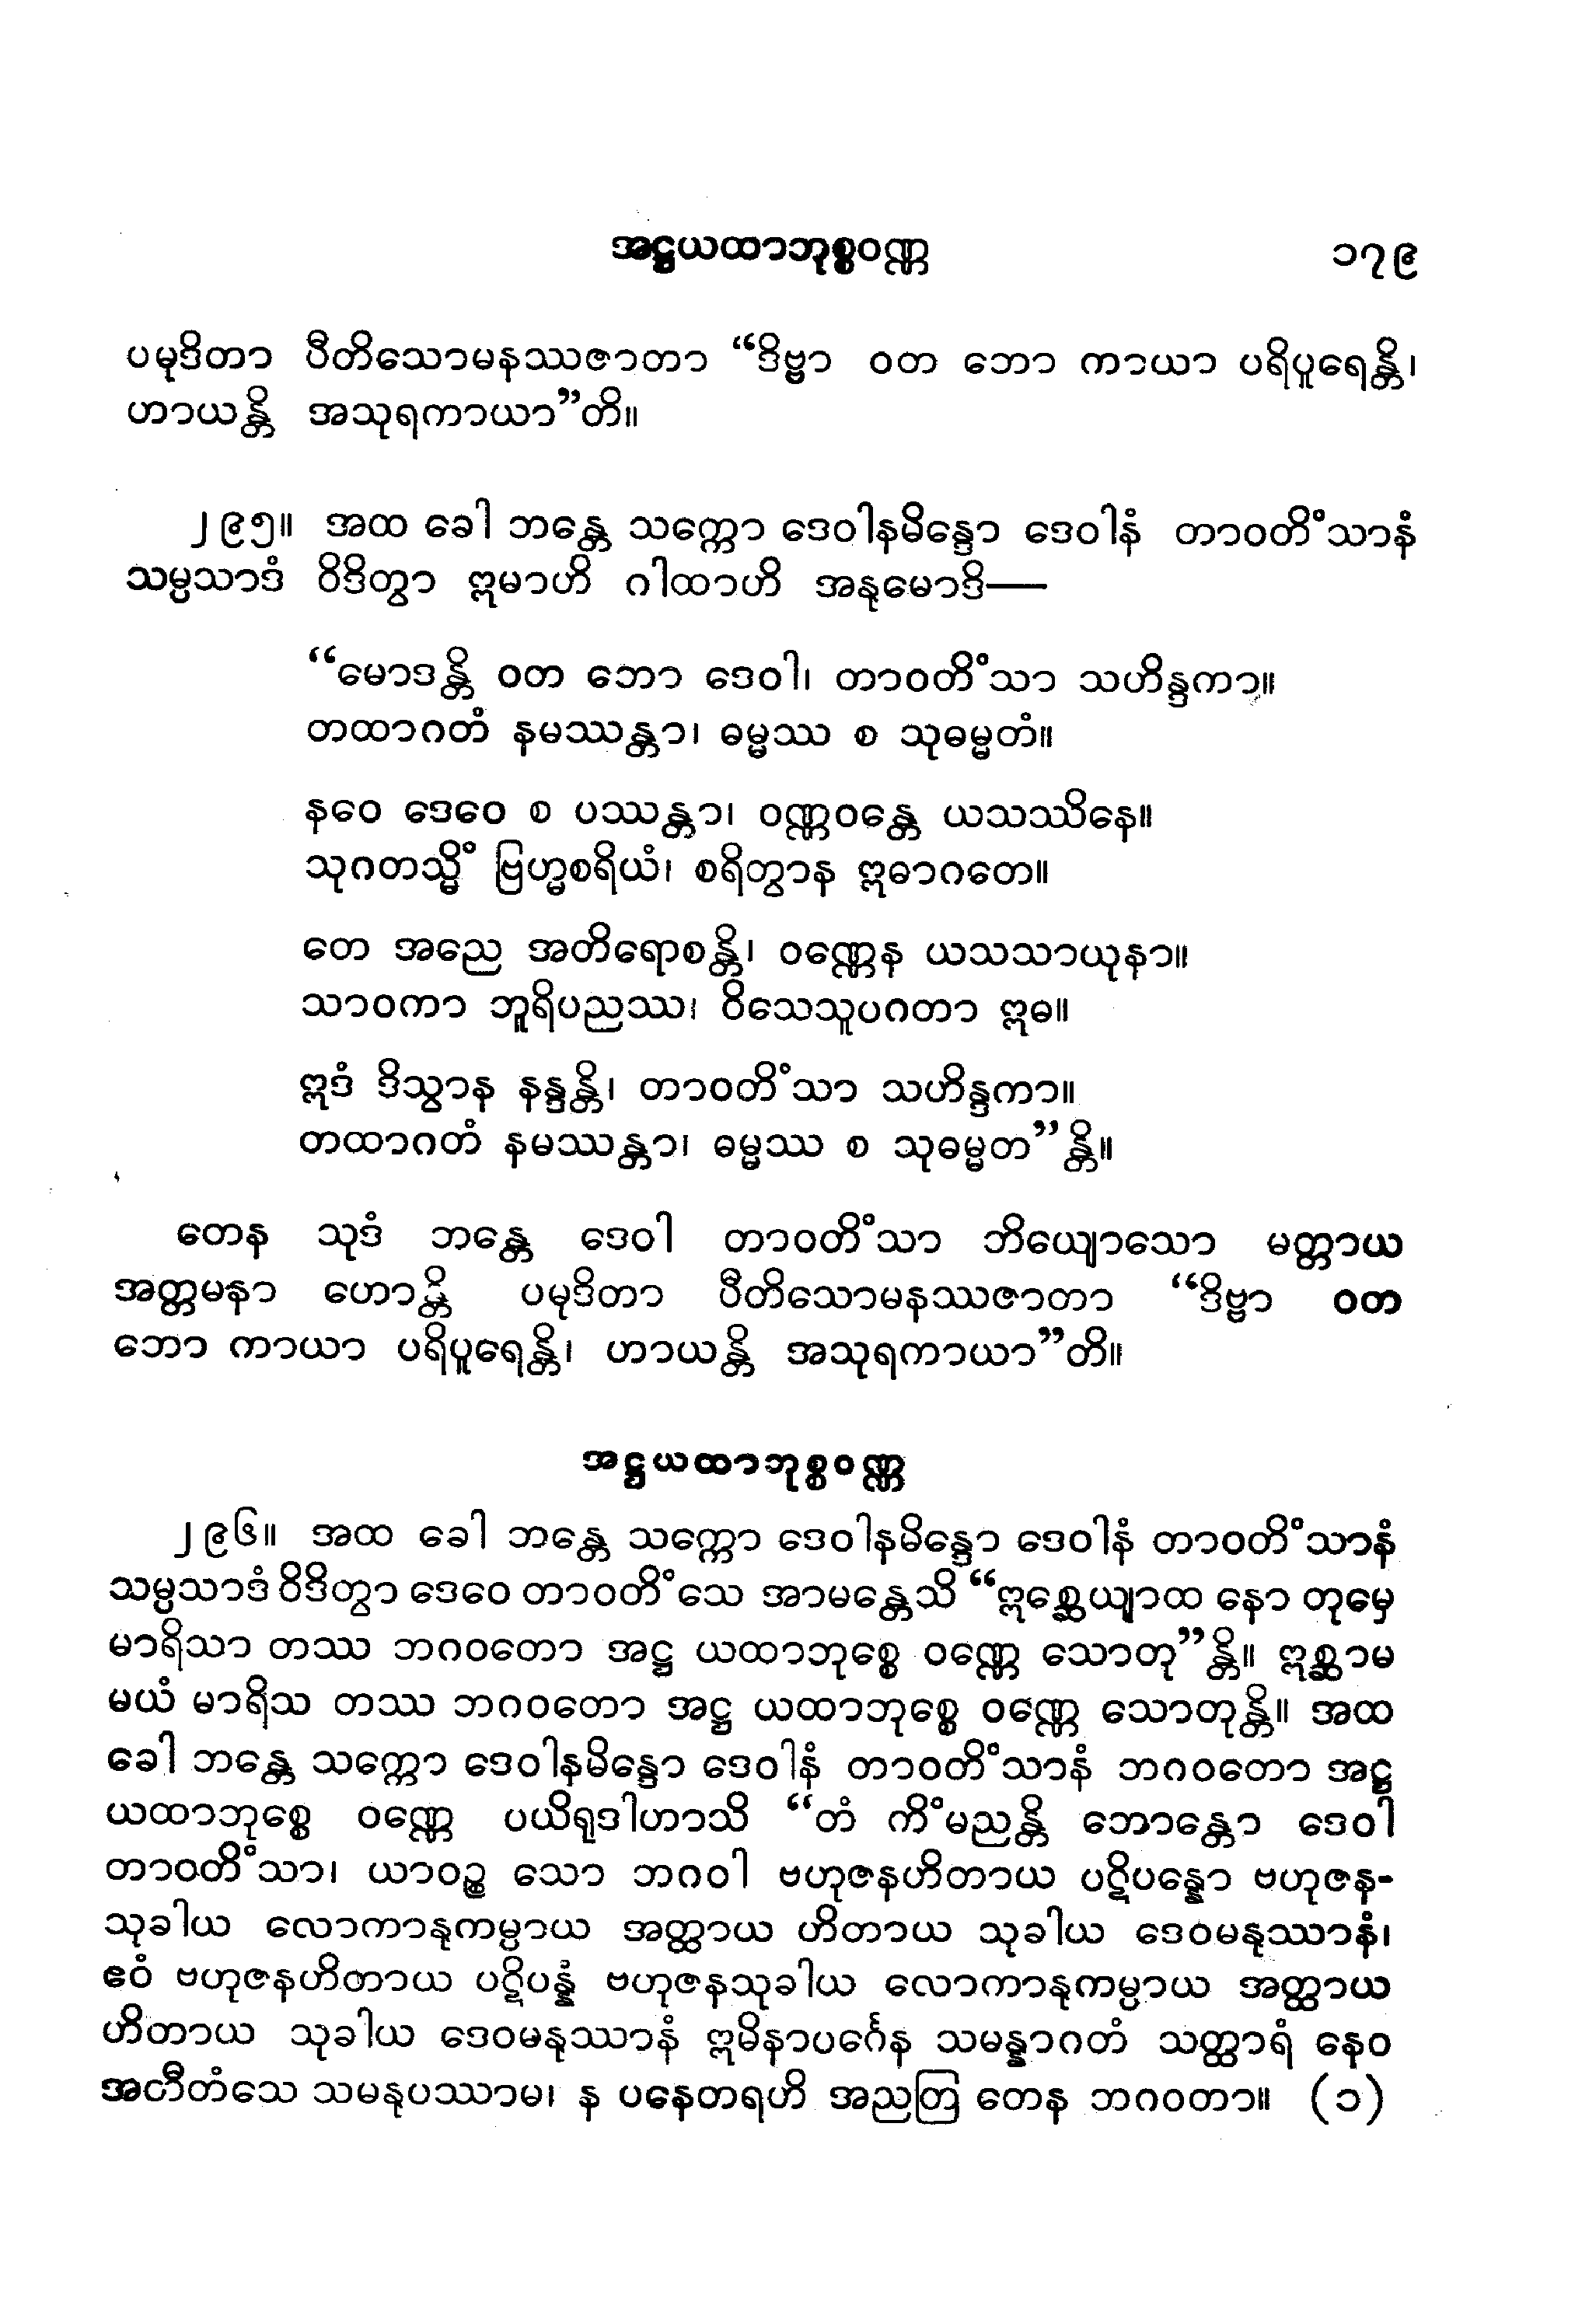 အဋ္ဌယထာဘုစ္စဝဏ္ဏ ၁၇၉
ပမုဒိတာ ပီတိသောမနဿဇာတာ “ဒိဗ္ဗာ ဝတ ဘော ကာယာ ပရိပူရေန္တိ၊
ဟာယန္တိ အသုရကာယာ”တိ။
၂၉၅။ အထ ခေါ ဘန္တေ သက္ကော ဒေဝါနမိန္ဒော ဒေဝါနံ တာဝတိံသာနံ
သမ္ပသာဒံ ဝိဒိတွာ ဣမာဟိ ဂါထာဟိ အနုမောဒိ—
“မောဒန္တိ ဝတ ဘော ဒေဝါ၊ တာဝတိံသာ သဟိန္ဒကာ။
တထာဂတံ နမဿန္တာ၊ ဓမ္မဿ စ သုဓမ္မတံ။
နဝေ ဒေဝေ စ ပဿန္တာ၊ ဝဏ္ဏဝန္တေ ယသဿိနေ။
သုဂတသ္မိံ ဗြဟ္မစရိယံ၊ စရိတွာန ဣဓာဂတေ။
တေ အညေ အတိရောစန္တိ၊ ဝဏ္ဏေန ယသသာယုနာ။
သာဝကာ ဘူရိပညဿ၊ ဝိသေသူပဂတာ ဣဓ။
ဣဒံ ဒိသွာန နန္ဒန္တိ၊ တာဝတိံသာ သဟိန္ဒကာ။
တထာဂတံ နမဿန္တာ၊ ဓမ္မဿ စ သုဓမ္မတ”န္တိ။
တေန သုဒံ ဘန္တေ ဒေဝါ တာဝတိံသာ ဘိယျောသော မတ္တာယ
အတ္တမနာ ဟောန္တိ ပမုဒိတာ ပီတိသောမနဿဇာတာ “ဒိဗ္ဗာ ဝတ
ဘော ကာယာ ပရိပူရေန္တိ၊ ဟာယန္တိ အသုရကာယာ”တိ။
အဋ္ဌယထာဘုစ္စဝဏ္ဏ
၂၉၆။ အထ ခေါ ဘန္တေ သက္ကော ဒေဝါနမိန္ဒော ဒေဝါနံ တာဝတိံသာနံ
သမ္ပသာဒံ ဝိဒိတွာ ဒေဝေ တာဝတိံသေ အာမန္တေသိ “ဣစ္ဆေယျာထ နော တုမှေ
မာရိသာ တဿ ဘဂဝတော အဋ္ဌ ယထာဘုစ္စေ ဝဏ္ဏေ သောတု”န္တိ။ ဣစ္ဆာမ
မယံ မာရိသ တဿ ဘဂဝတော အဋ္ဌ ယထာဘုစ္စေ ဝဏ္ဏေ သောတုန္တိ။ အထ
ခေါ ဘန္တေ သက္ကော ဒေဝါနမိန္ဒော ဒေဝါနံ တာဝတိံသာနံ ဘဂဝတော အဋ္ဌ
ယထာဘုစ္စေ ဝဏ္ဏေ ပယိရုဒါဟာသိ “တံ ကိံမညန္တိ ဘောန္တော ဒေဝါ
တာဝတိံသာ၊ ယာဝဉ္စ သော ဘဂဝါ ဗဟုဇနဟိတာယ ပဋိပန္နော ဗဟုဇန-
သုခါယ လောကာနုကမ္ပာယ အတ္ထာယ ဟိတာယ သုခါယ ဒေဝမနုဿာနံ၊
ဧဝံ ဗဟုဇနဟိတာယ ပဋိပန္နံ ဗဟုဇနသုခါယ လောကာနုကမ္ပာယ အတ္ထာယ
ဟိတာယ သုခါယ ဒေဝမနုဿာနံ ဣမိနာပင်္ဂေန သမန္နာဂတံ သတ္ထာရံ နေဝ
အတီတံသေ သမနုပဿာမ၊ န ပနေတရဟိ အညတြ တေန ဘဂဝတာ။ (၁)